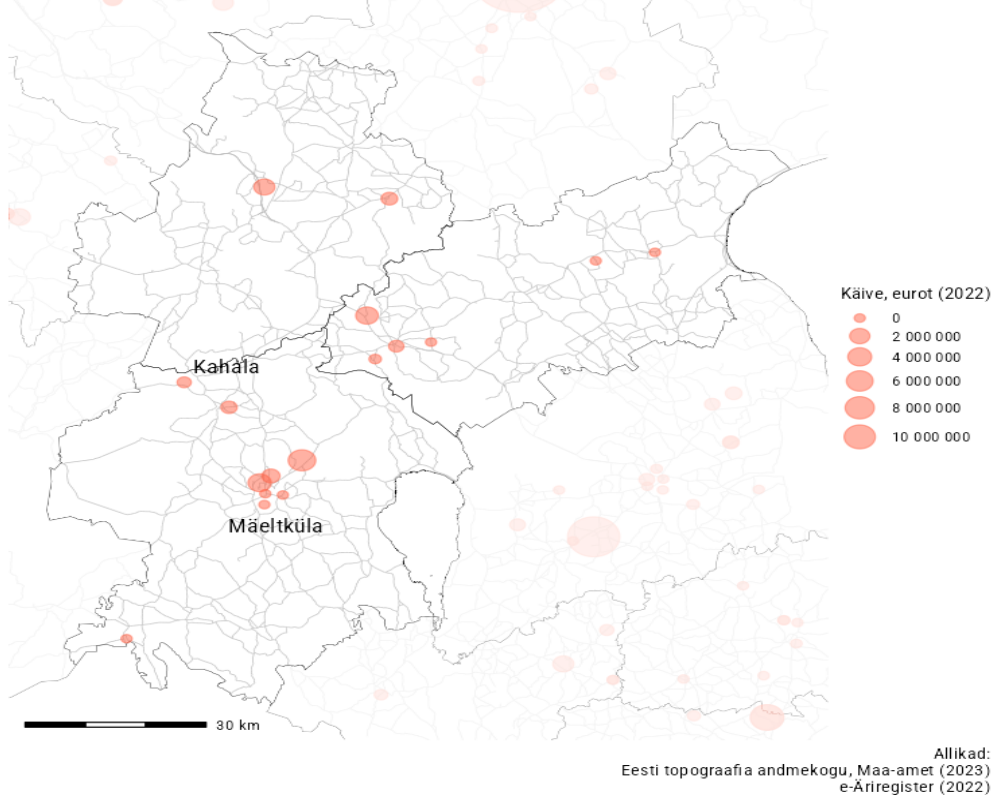 Kahala
Mäeltküla
30 km
Käive, eurot (2022)
0
2 000 000
4 000 000
6 000 000
8 000 000
10 000 000
Allikad:
Eesti topograafia andmekogu, Maa-amet (2023)
e-Äriregister (2022)